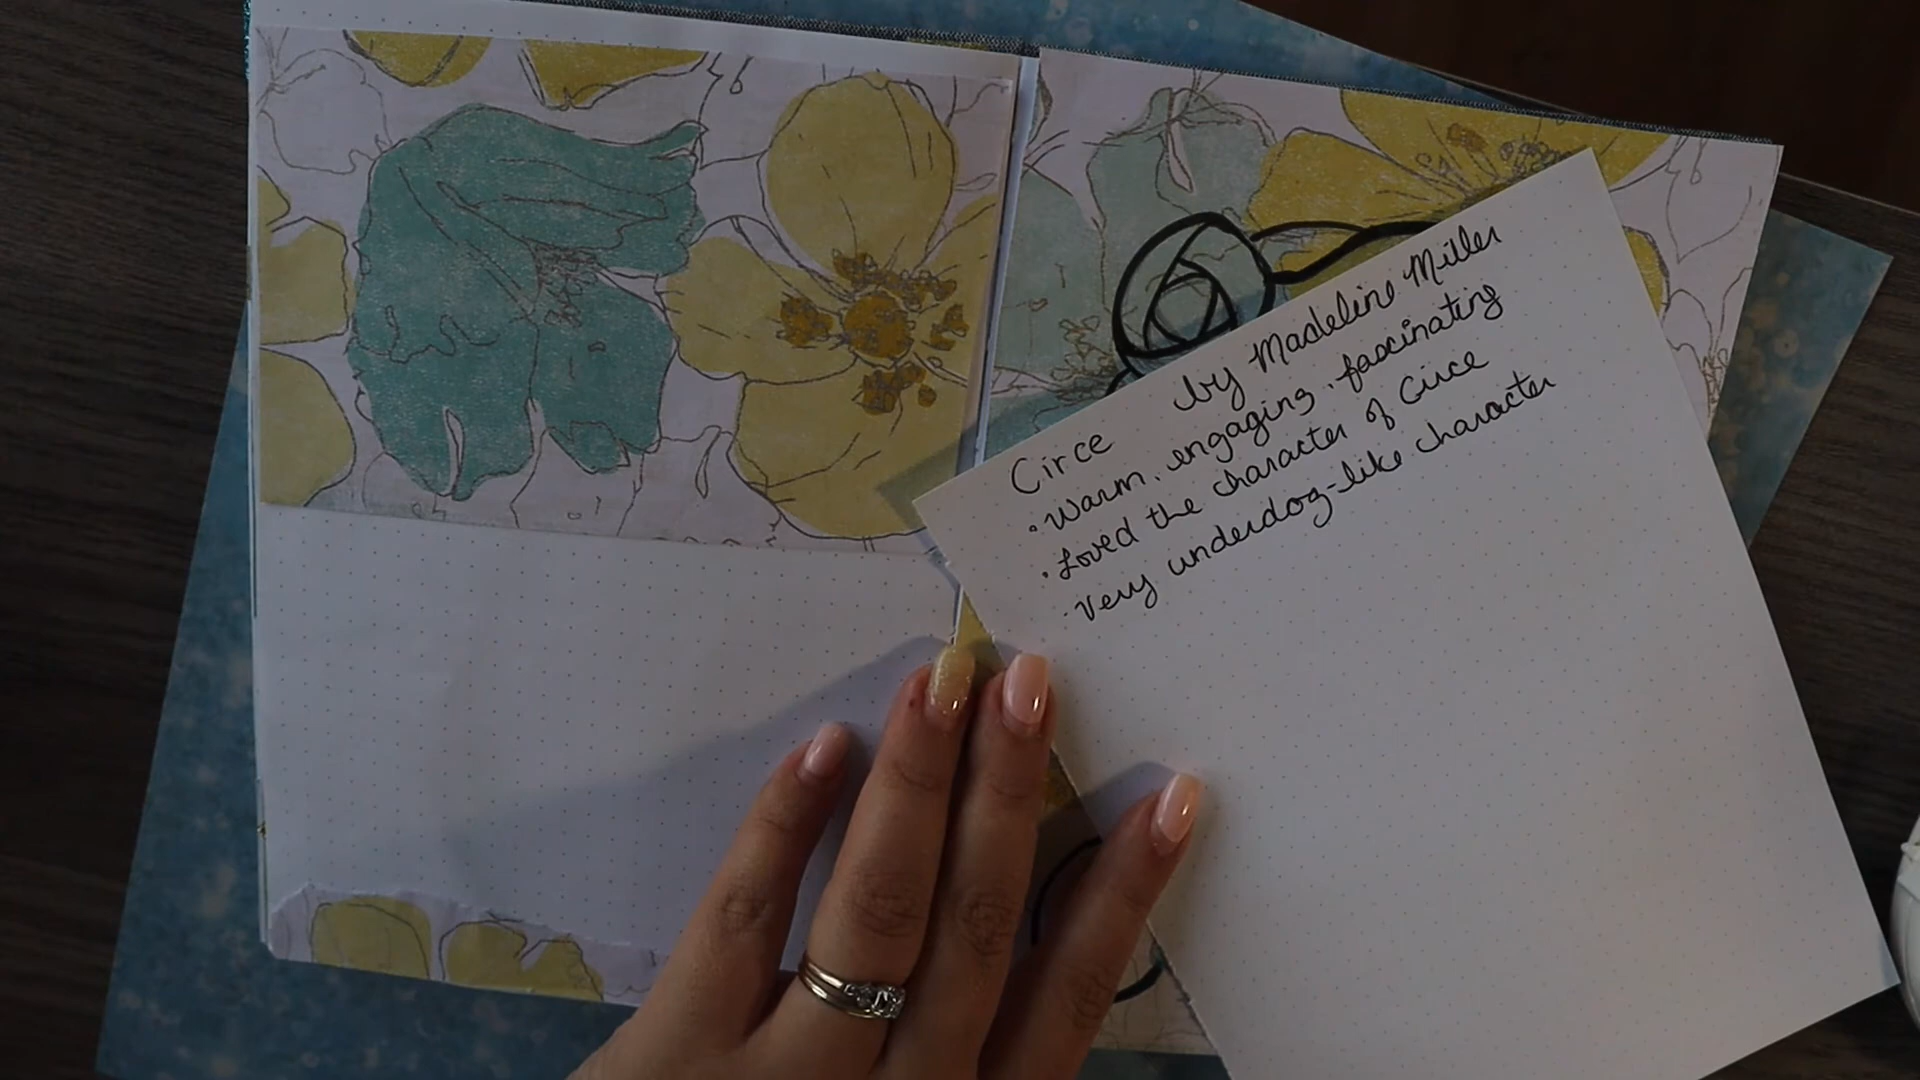 Circe by Madeline Miller
• Warm, engaging, fascinating
• Loved the character of Circe
• Very underdog-like character